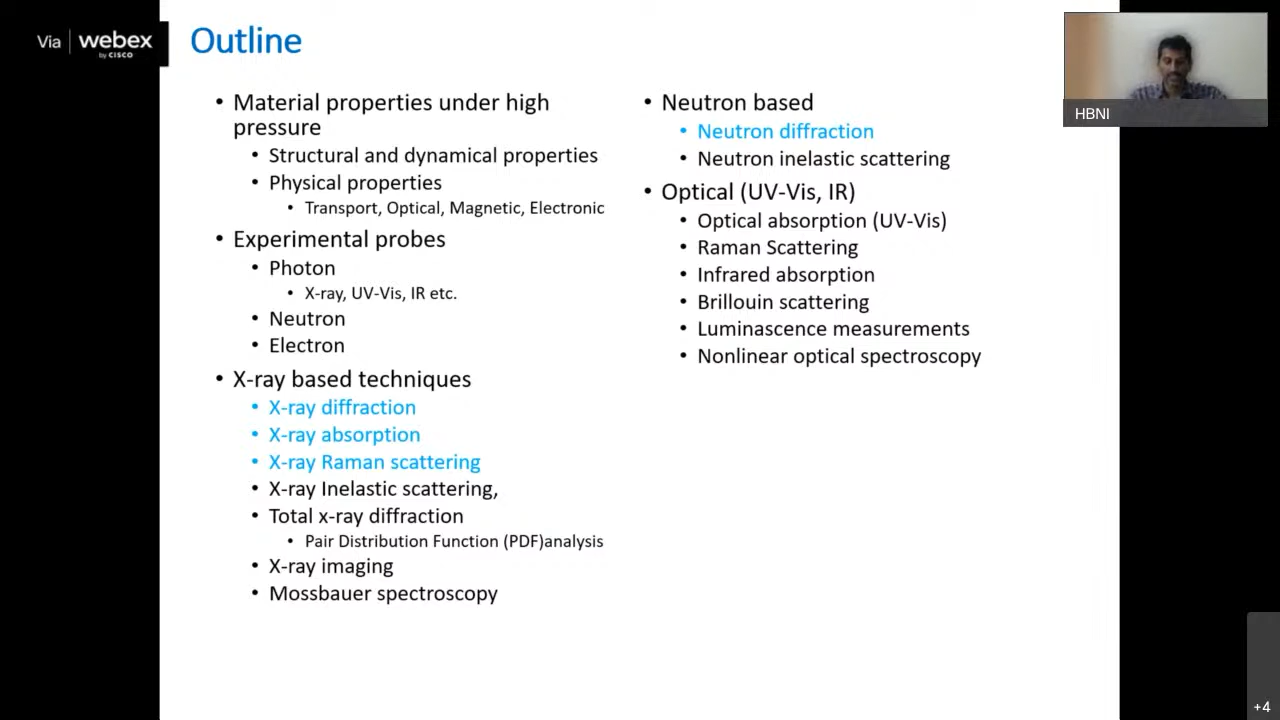 Via webex
by CISCO
Outline
• Material properties under high
pressure
• Structural and dynamical properties
• Physical properties
• Transport, Optical, Magnetic, Electronic
• Experimental probes
• Photon
• X-ray, UV-Vis, IR etc.
• Neutron
• Electron
• X-ray based techniques
• X-ray diffraction
• X-ray absorption
• X-ray Raman scattering
• X-ray Inelastic scattering,
• Total x-ray diffraction
• Pair Distribution Function (PDF)analysis
• X-ray imaging
• Mossbauer spectroscopy
• Neutron based
• Neutron diffraction
• Neutron inelastic scattering
• Optical (UV-Vis, IR)
• Optical absorption (UV-Vis)
• Raman Scattering
• Infrared absorption
• Brillouin scattering
• Luminascence measurements
• Nonlinear optical spectroscopy
HBNI
+4